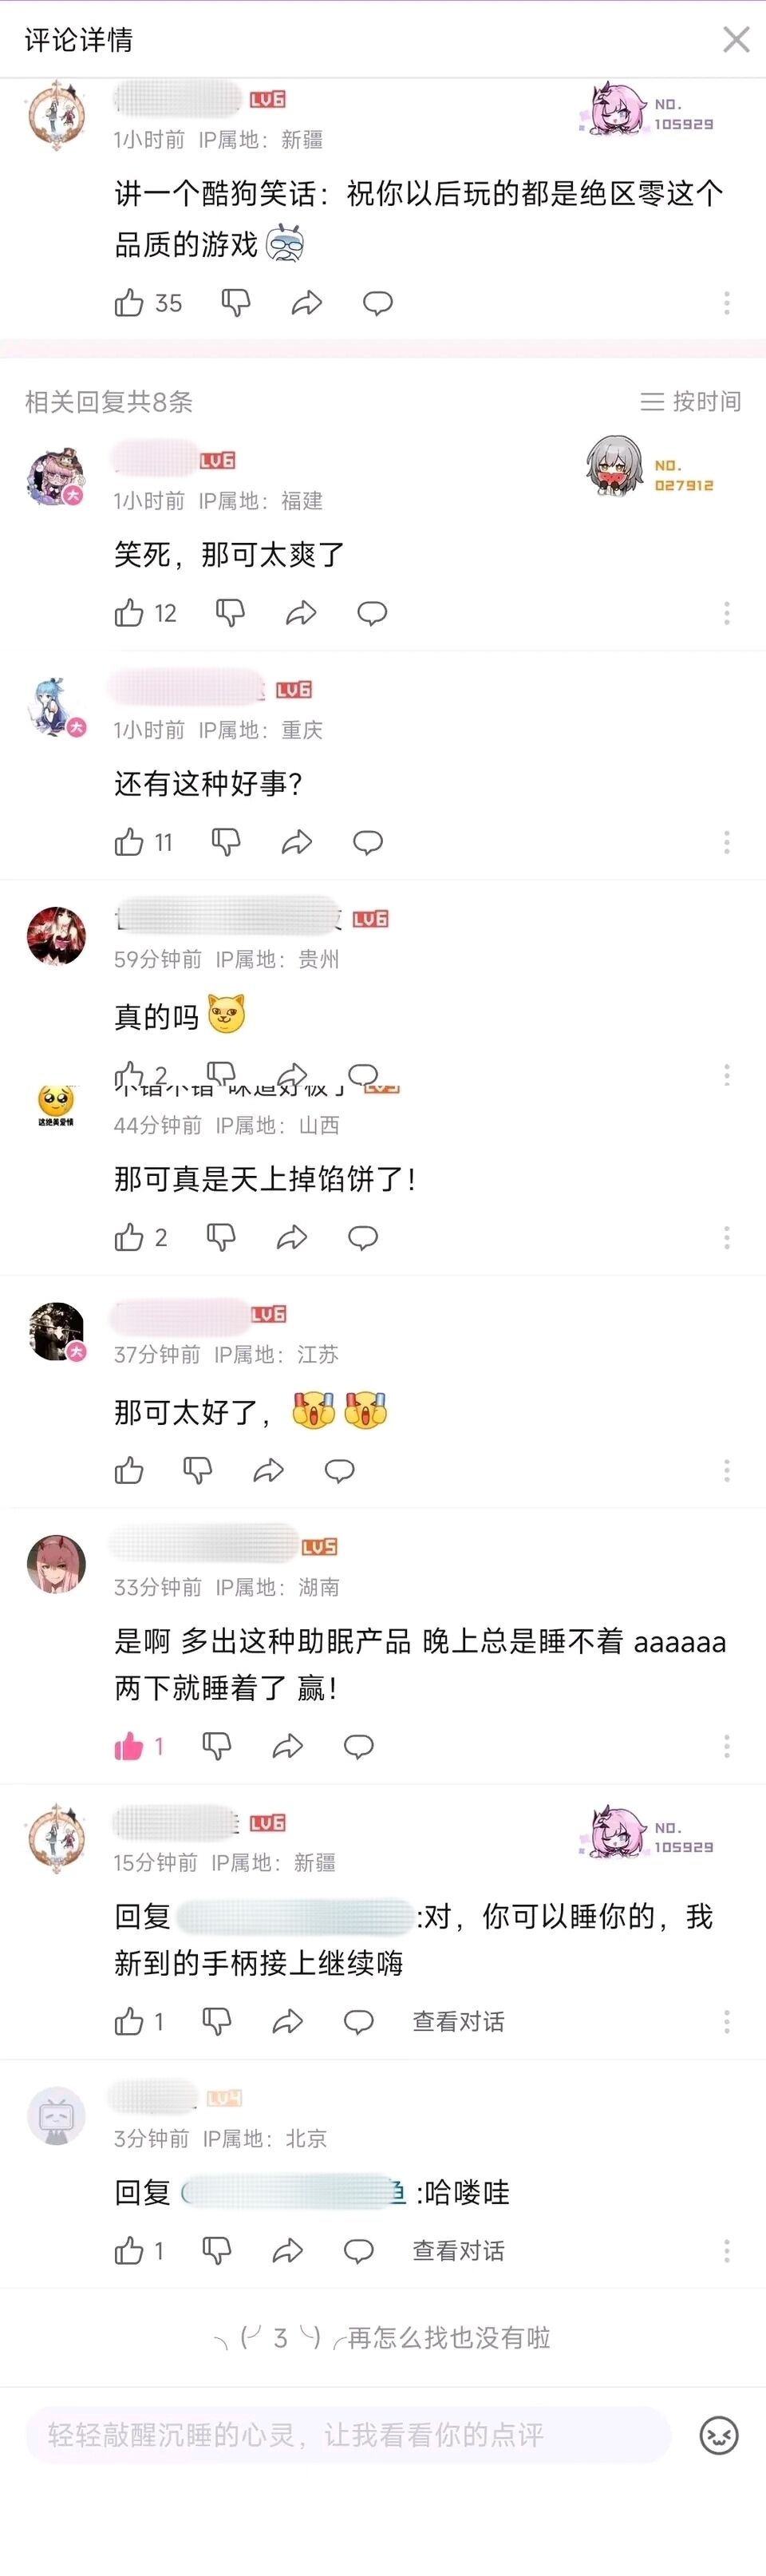 评论详情
LV6
NO.
105929
1小时前 IP属地：新疆
讲一个酷狗笑话：祝你以后玩的都是绝区零这个
品质的游戏
35
相关回复共8条
按时间
LV6
NO.
027912
大
1小时前 IP属地：福建
笑死，那可太爽了
12
LV6
大
1小时前 IP属地：重庆
还有这种好事？
11
LV6
59分钟前 IP属地：贵州
真的吗
2
不错不错 味道好极了 LV5
这绝美爱情
44分钟前 IP属地：山西
那可真是天上掉馅饼了！
2
LV6
大
37分钟前 IP属地：江苏
那可太好了，
LV5
33分钟前 IP属地：湖南
是啊 多出这种助眠产品 晚上总是睡不着 aaaaaa
两下就睡着了 赢！
1
LV6
NO.
105929
15分钟前 IP属地：新疆
回复 :对，你可以睡你的，我
新到的手柄接上继续嗨
1
查看对话
LV4
3分钟前 IP属地：北京
回复 :哈喽哇
1
查看对话
╮(╯3╰)╭再怎么找也没有啦
轻轻敲醒沉睡的心灵，让我看看你的点评